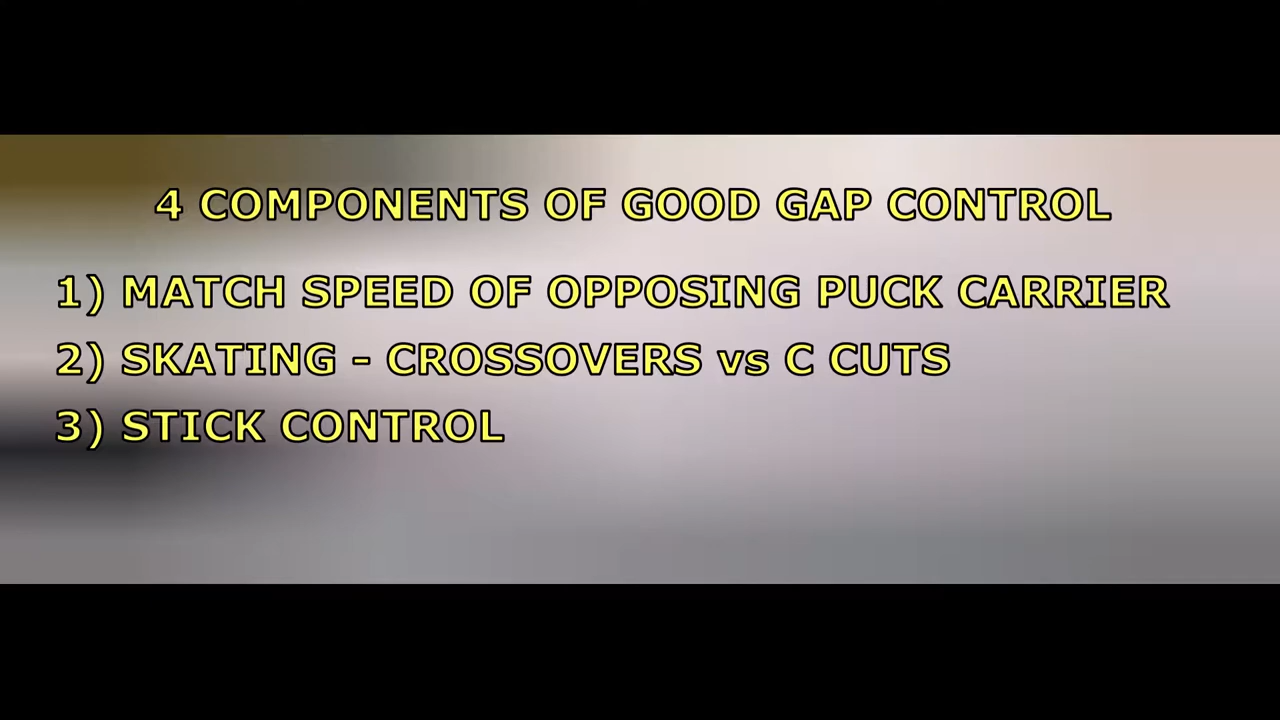 4 COMPONENTS OF GOOD GAP CONTROL
1) MATCH SPEED OF OPPOSING PUCK CARRIER
2) SKATING - CROSSOVERS vs C CUTS
3) STICK CONTROL